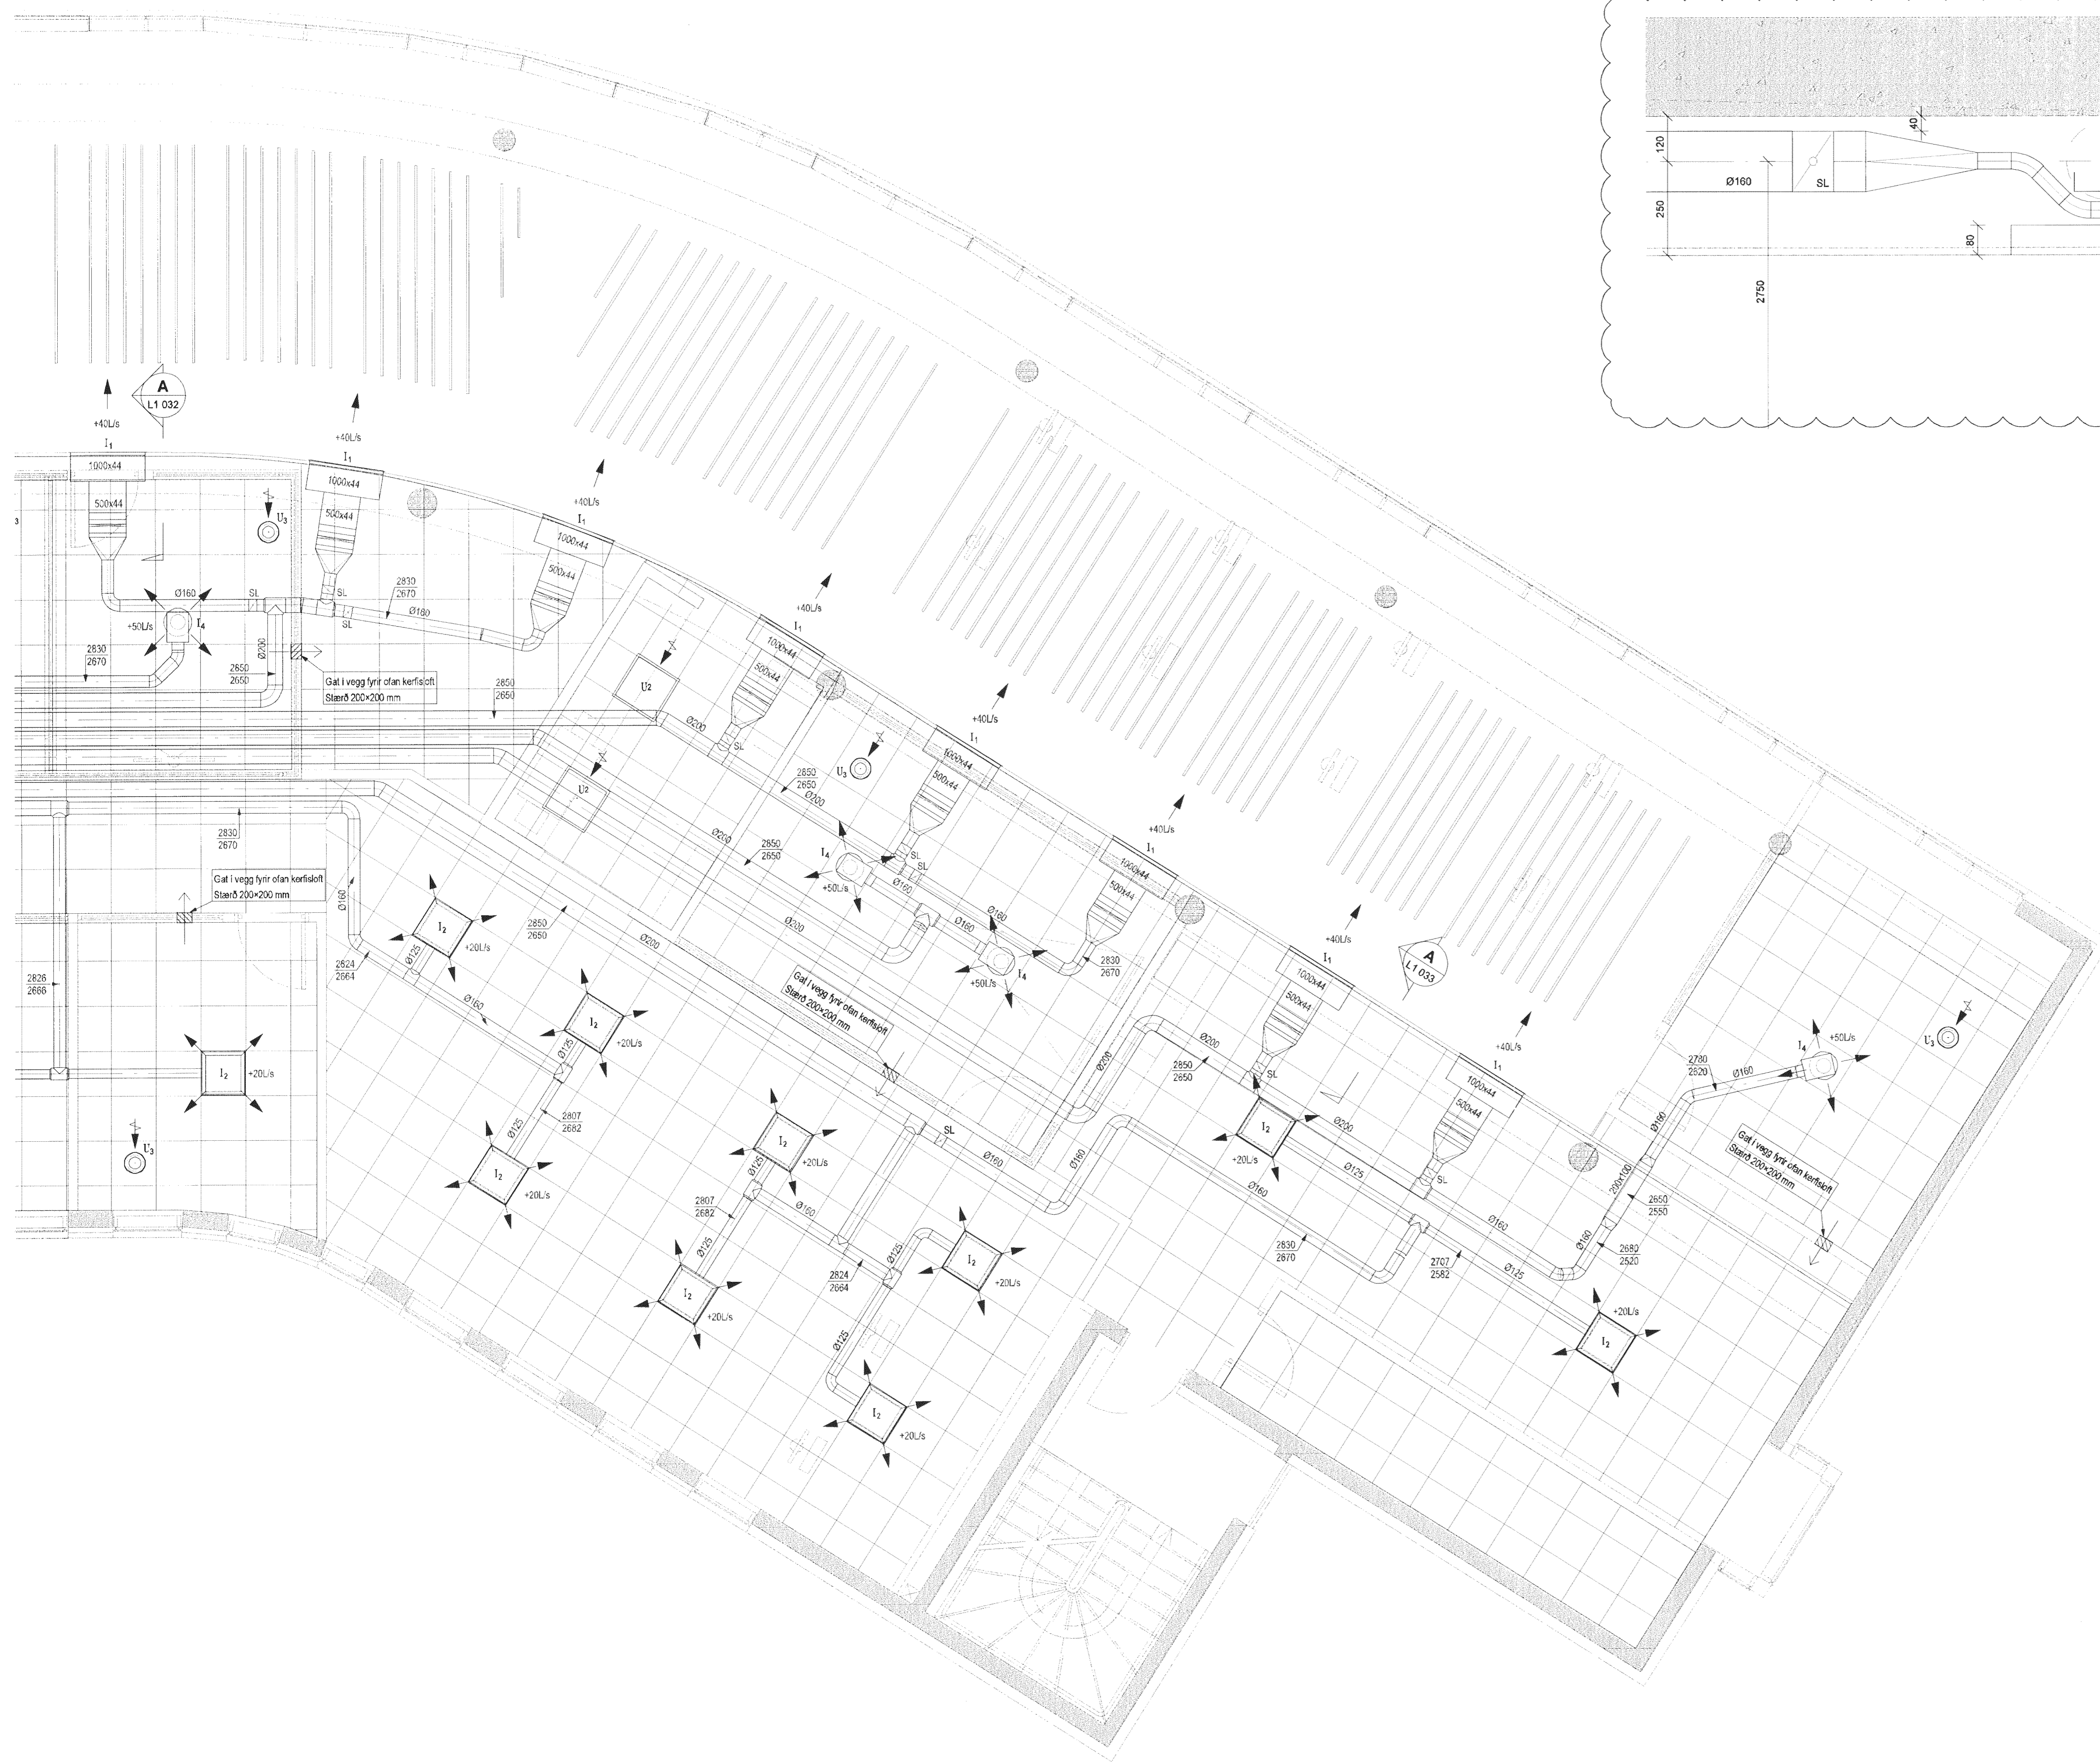 40
120
Ø160
SL
250
80
2750
A
L1 032
+40L/s
I1
1000x44
500x44
+40L/s
I1
1000x44
500x44
+40L/s
I1
1000x44
500x44
3
U3
Ø160
SL
SL
SL
2830
2670
Ø160
+50L/s
I4
Ø200
2830
2670
2650
2650
Gat í vegg fyrir ofan kerfisloft
Stærð 200×200 mm
2850
2650
+40L/s
I1
1000x44
500x44
SL
U2
Ø200
U2
U3
2850
2650
Ø200
+40L/s
I1
1000x44
500x44
SL
SL
Ø200
2850
2650
I4
+50L/s
Ø160
Ø160
Ø160
I4
+50L/s
+40L/s
I1
1000x44
500x44
2830
2670
Ø200
2830
2670
Gat í vegg fyrir ofan kerfisloft
Stærð 200×200 mm
Ø160
I2
+20L/s
Ø125
2824
2664
2850
2650
Ø200
Gat í vegg fyrir ofan kerfisloft
Stærð 200×200 mm
2826
2666
I2
+20L/s
U3
Ø160
I2
+20L/s
Ø125
2807
2682
Ø125
I2
+20L/s
I2
+20L/s
Ø125
2807
2682
Ø125
Ø160
I2
+20L/s
SL
Ø160
Ø160
2824
2664
Ø125
I2
+20L/s
Ø125
I2
+20L/s
Ø200
Ø200
2850
2650
+40L/s
I1
1000x44
500x44
SL
A
L1 033
I2
+20L/s
Ø200
+40L/s
I1
1000x44
500x44
SL
Ø125
Ø160
2830
2670
Ø160
2707
2582
Ø125
Ø160
2680
2520
200x100
2650
2550
Ø160
2780
2620
Ø160
I4
+50L/s
U3
Gat í vegg fyrir ofan kerfisloft
Stærð 200×200 mm
+20L/s
I2